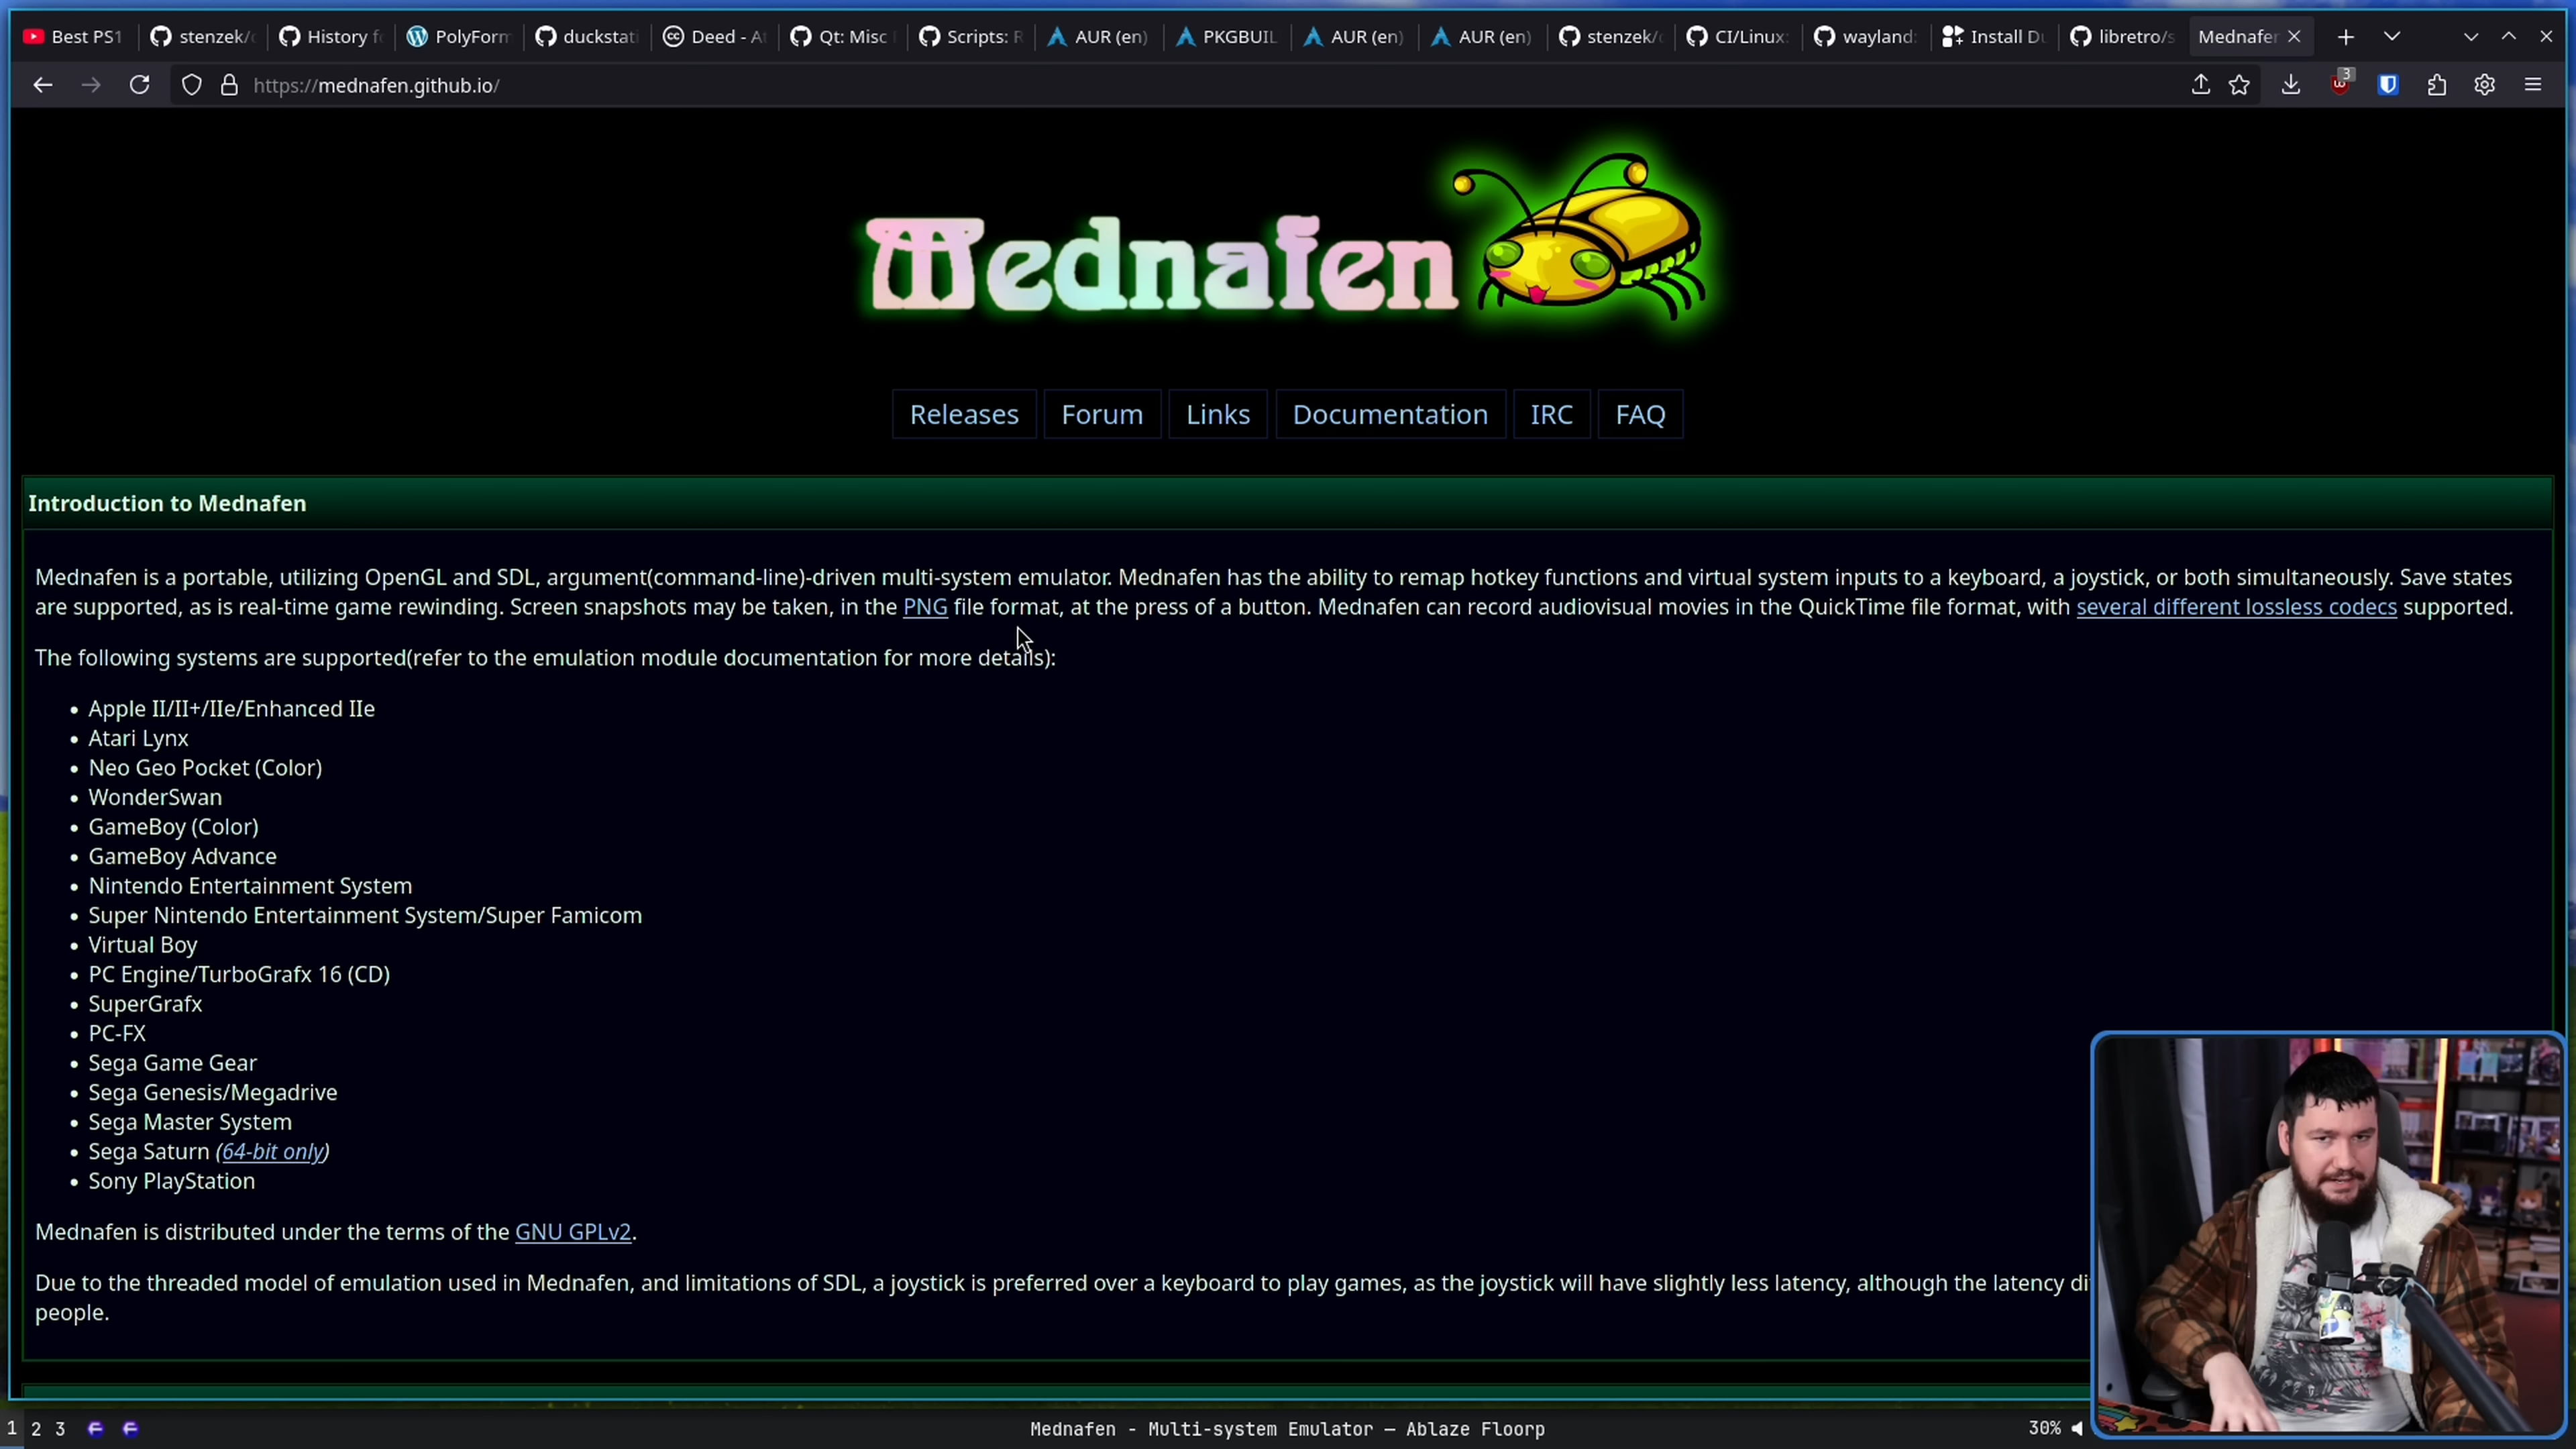 Best PS1
stenzek/
History f
PolyForm
duckstat
Deed - A
Qt: Misc
Scripts: R
AUR (en)
PKGBUIL
AUR (en)
AUR (en)
stenzek/
CI/Linux:
wayland:
Install Du
libretro/s
Mednafer
https://mednafen.github.io/
3
Mednafen
Releases
Forum
Links
Documentation
IRC
FAQ
Introduction to Mednafen
Mednafen is a portable, utilizing OpenGL and SDL, argument(command-line)-driven multi-system emulator. Mednafen has the ability to remap hotkey functions and virtual system inputs to a keyboard, a joystick, or both simultaneously. Save states
are supported, as is real-time game rewinding. Screen snapshots may be taken, in the PNG file format, at the press of a button. Mednafen can record audiovisual movies in the QuickTime file format, with several different lossless codecs supported.
The following systems are supported(refer to the emulation module documentation for more details):
• Apple II/II+/IIe/Enhanced IIe
• Atari Lynx
• Neo Geo Pocket (Color)
• WonderSwan
• GameBoy (Color)
• GameBoy Advance
• Nintendo Entertainment System
• Super Nintendo Entertainment System/Super Famicom
• Virtual Boy
• PC Engine/TurboGrafx 16 (CD)
• SuperGrafx
• PC-FX
• Sega Game Gear
• Sega Genesis/Megadrive
• Sega Master System
• Sega Saturn (64-bit only)
• Sony PlayStation
Mednafen is distributed under the terms of the GNU GPLv2.
Due to the threaded model of emulation used in Mednafen, and limitations of SDL, a joystick is preferred over a keyboard to play games, as the joystick will have slightly less latency, although the latency di
people.
1 2 3
Mednafen - Multi-system Emulator — Ablaze Floorp
30%